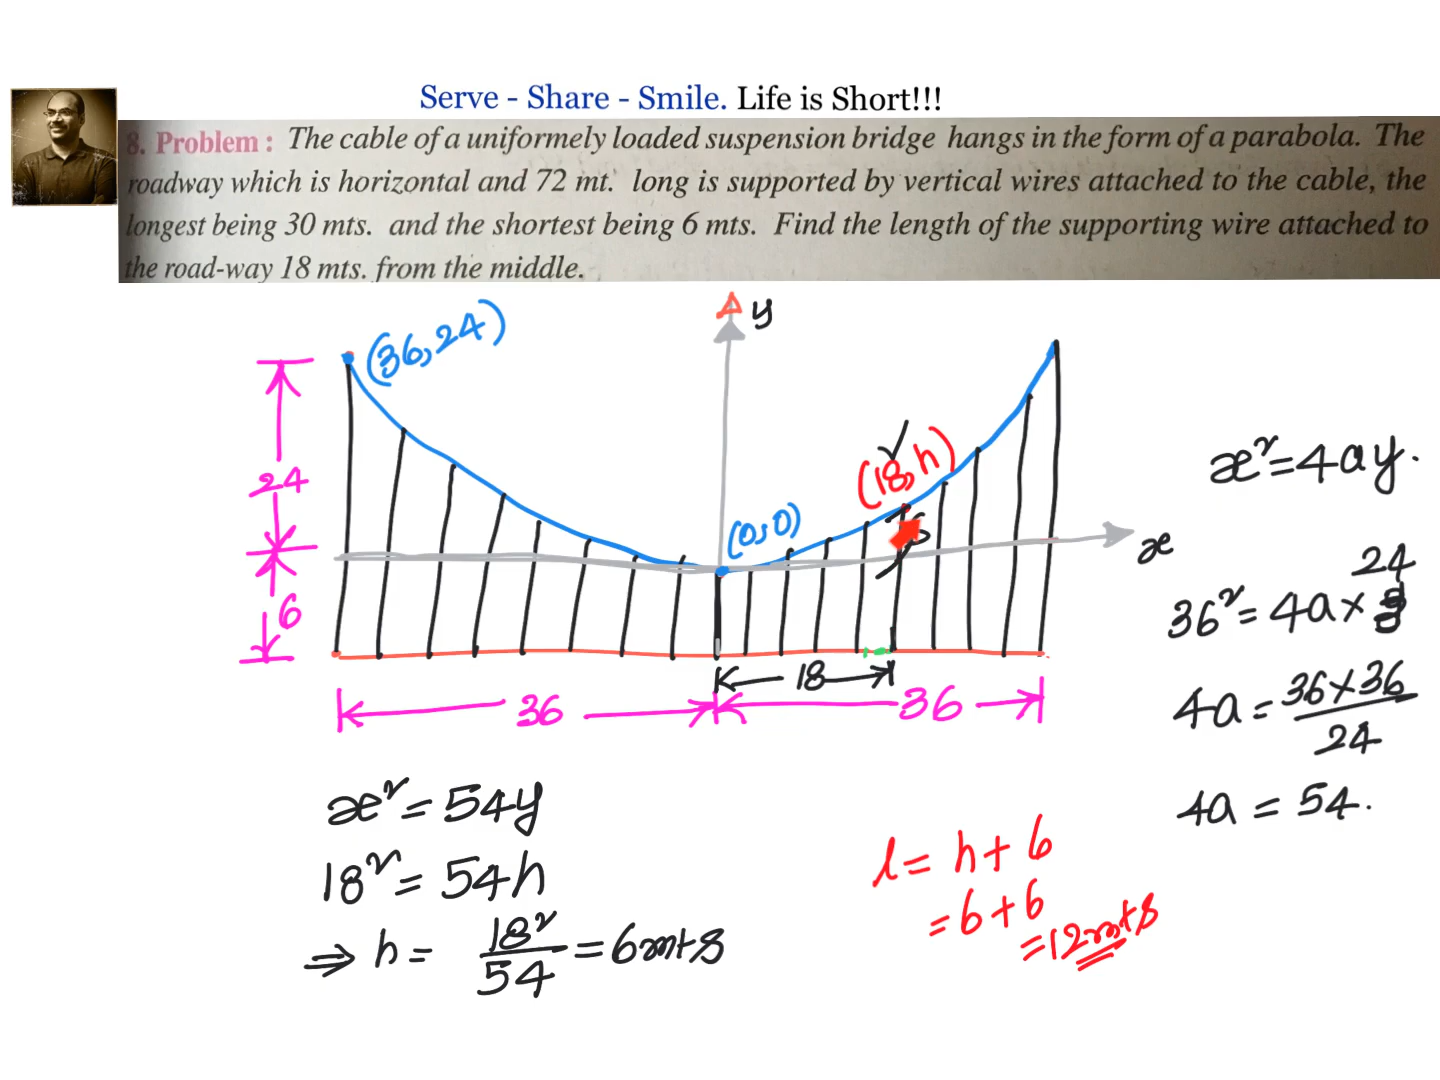 Serve - Share - Smile. Life is Short!!!
8. Problem : The cable of a uniformely loaded suspension bridge hangs in the form of a parabola. The
roadway which is horizontal and 72 mt. long is supported by vertical wires attached to the cable, the
longest being 30 mts. and the shortest being 6 mts. Find the length of the supporting wire attached to
the road-way 18 mts. from the middle.
y
(36,24)
24
6
(0,0)
(18,h)
6
x
18
36
36
x²=4ay.
24
36²=4a×
4a=36×36/24
4a=54.
x²=54y
18²=54h
⇒ h= 18²/54 =6mts
l= h+6
=6+6
=12mts